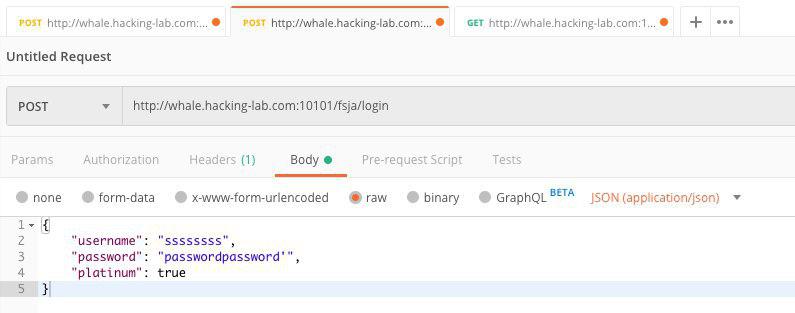 POST http://whale.hacking-lab.com:... POST http://whale.hacking-lab.com:... GET http://whale.hacking-lab.com:1... + •••
Untitled Request
POST http://whale.hacking-lab.com:10101/fsja/login
Params Authorization Headers (1) Body Pre-request Script Tests
none form-data x-www-form-urlencoded raw binary GraphQL BETA JSON (application/json)
1 {
2 "username": "ssssssss",
3 "password": "passwordpassword'",
4 "platinum": true
5 }